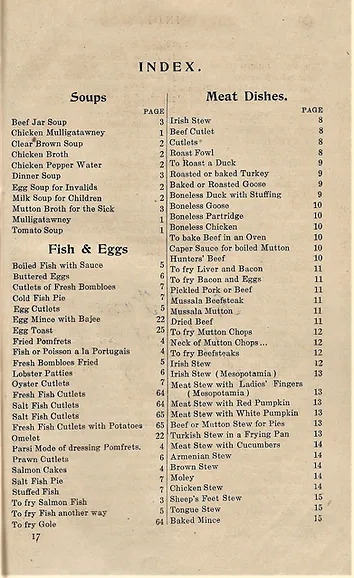 INDEX.
Soups
PAGE
Beef Jar Soup 3
Chicken Mulligatawney 1
Clear Brown Soup 2
Chicken Broth 2
Chicken Pepper Water 2
Dinner Soup 3
Egg Soup for Invalids 2
Milk Soup for Children 2
Mutton Broth for the Sick 3
Mulligatawney 1
Tomato Soup 1
Fish & Eggs
Boiled Fish with Sauce 5
Buttered Eggs 6
Cutlets of Fresh Bombloes 7
Cold Fish Pie 7
Egg Cutlets 5
Egg Mince with Bajee 22
Egg Toast 25
Fried Pomfrets 4
Fish or Poisson a la Portugais 4
Fresh Bombloes Fried 5
Lobster Patties 6
Oyster Cutlets 7
Fresh Fish Cutlets 64
Salt Fish Cutlets 64
Salt Fish Cutlets 65
Fresh Fish Cutlets with Potatoes 65
Omelet 22
Parsi Mode of dressing Pomfrets. 4
Prawn Cutlets 6
Salmon Cakes 4
Salt Fish Pie 7
Stuffed Fish 7
To fry Salmon Fish 3
To fry Fish another way 5
To fry Gole 64
17
Meat Dishes.
PAGE
Irish Stew 8
Beef Cutlet 8
Cutlets 8
Roast Fowl 8
To Roast a Duck 9
Roasted or baked Turkey 9
Baked or Roasted Goose 9
Boneless Duck with Stuffing 9
Boneless Goose 10
Boneless Partridge 10
Boneless Chicken 10
To bake Beef in an Oven 10
Caper Sauce for boiled Mutton 10
Hunters' Beef 10
To fry Liver and Bacon 11
To fry Bacon and Eggs 11
Pickled Pork or Beef 11
Mussala Beefsteak 11
Mussala Mutton 11
Dried Beef 11
To fry Mutton Chops 12
Neck of Mutton Chops... 12
To fry Beefsteaks 12
Irish Stew 12
Irish Stew ( Mesopotamia ) 13
Meat Stew with Ladies' Fingers
( Mesopotamia ) 13
Meat Stew with Red Pumpkin 13
Meat Stew with White Pumpkin 13
Beef or Mutton Stew for Pies 13
Turkish Stew in a Frying Pan 13
Meat Stew with Cucumbers 14
Armenian Stew 14
Brown Stew 14
Moley 14
Chicken Stew 14
Sheep's Feet Stew 15
Tongue Stew 15
Baked Mince 15